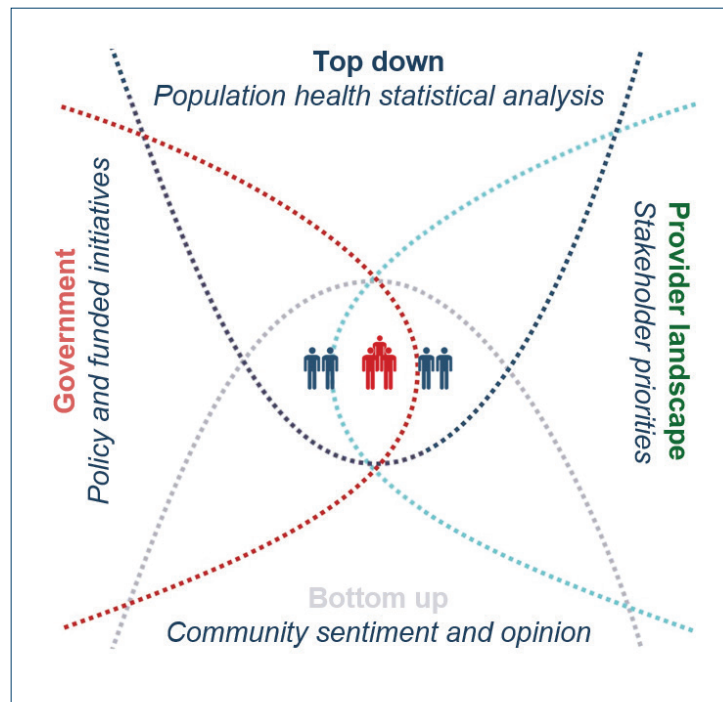 Top down
Population health statistical analysis
Government
Policy and funded initiatives
Provider landscape
Stakeholder priorities
Bottom up
Community sentiment and opinion